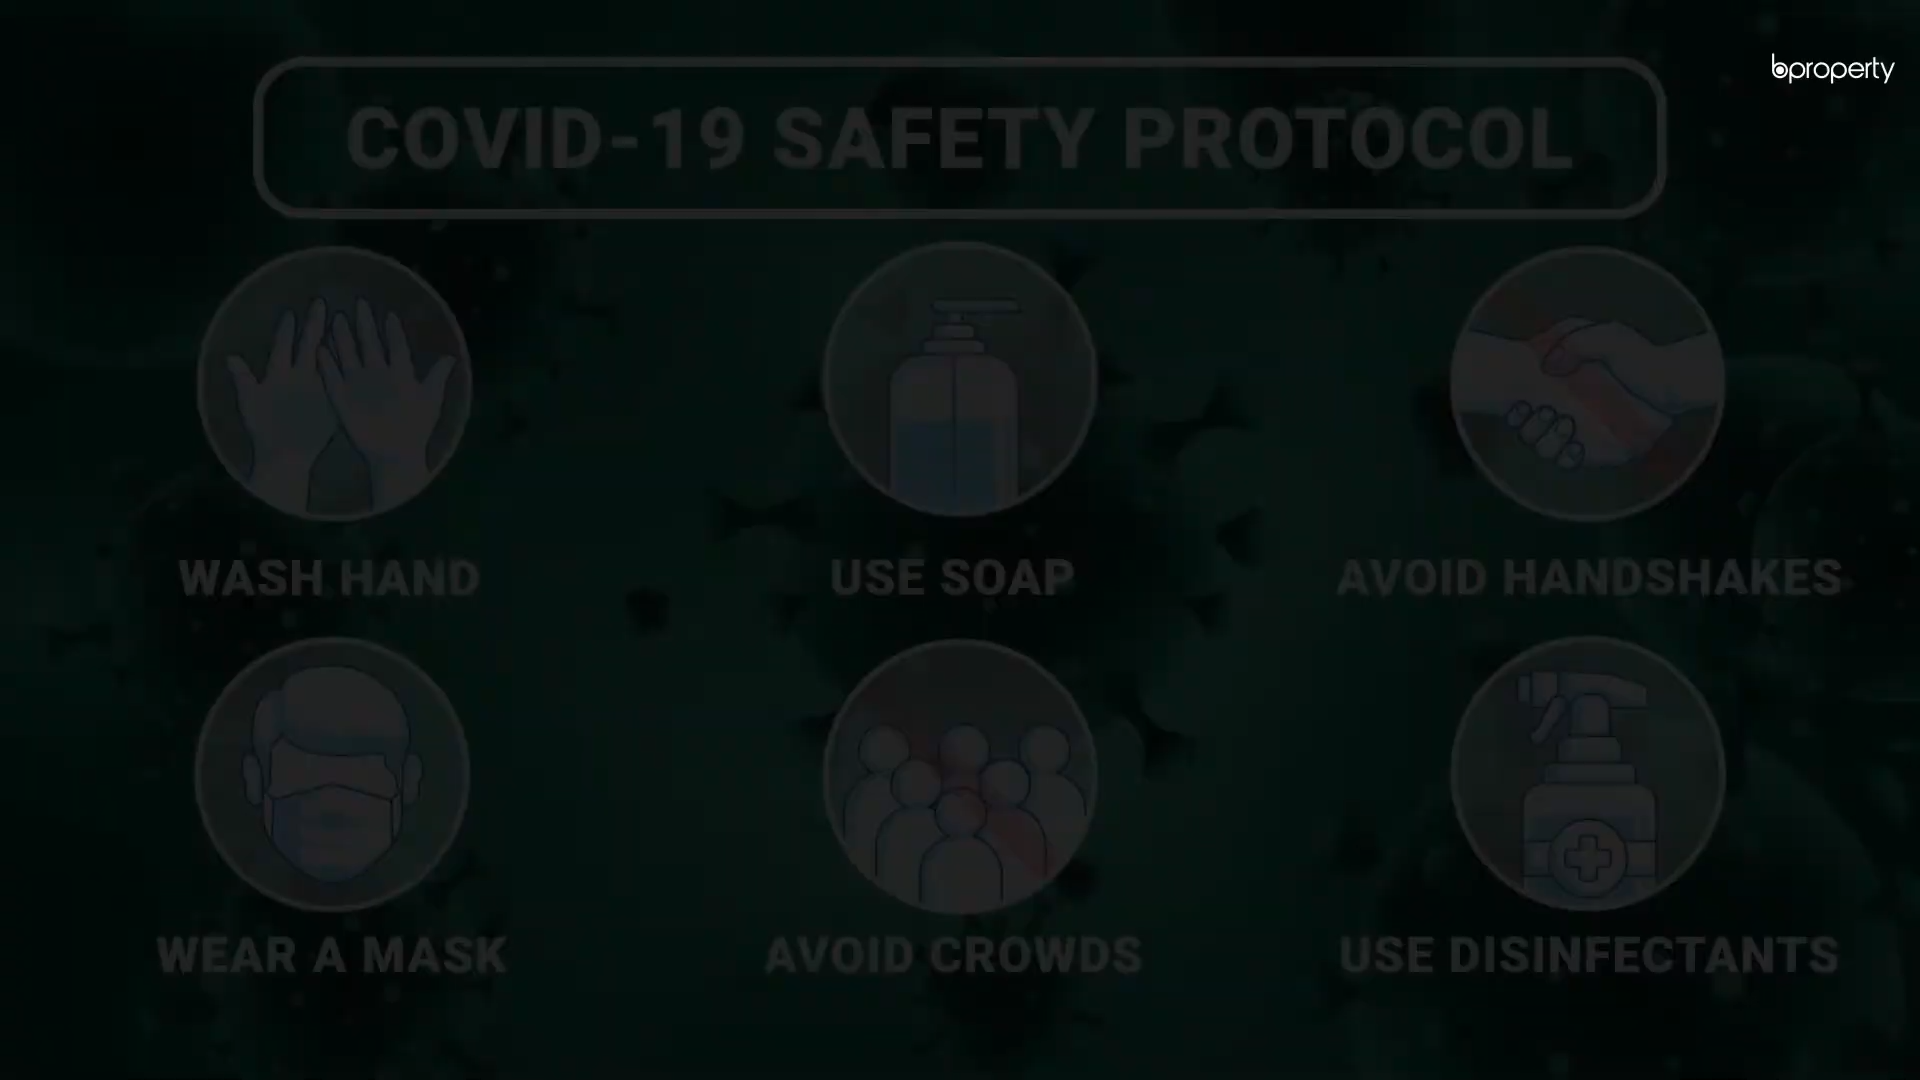 bproperty
COVID-19 SAFETY PROTOCOL
WASH HAND
USE SOAP
AVOID HANDSHAKES
WEAR A MASK
AVOID CROWDS
USE DISINFECTANTS